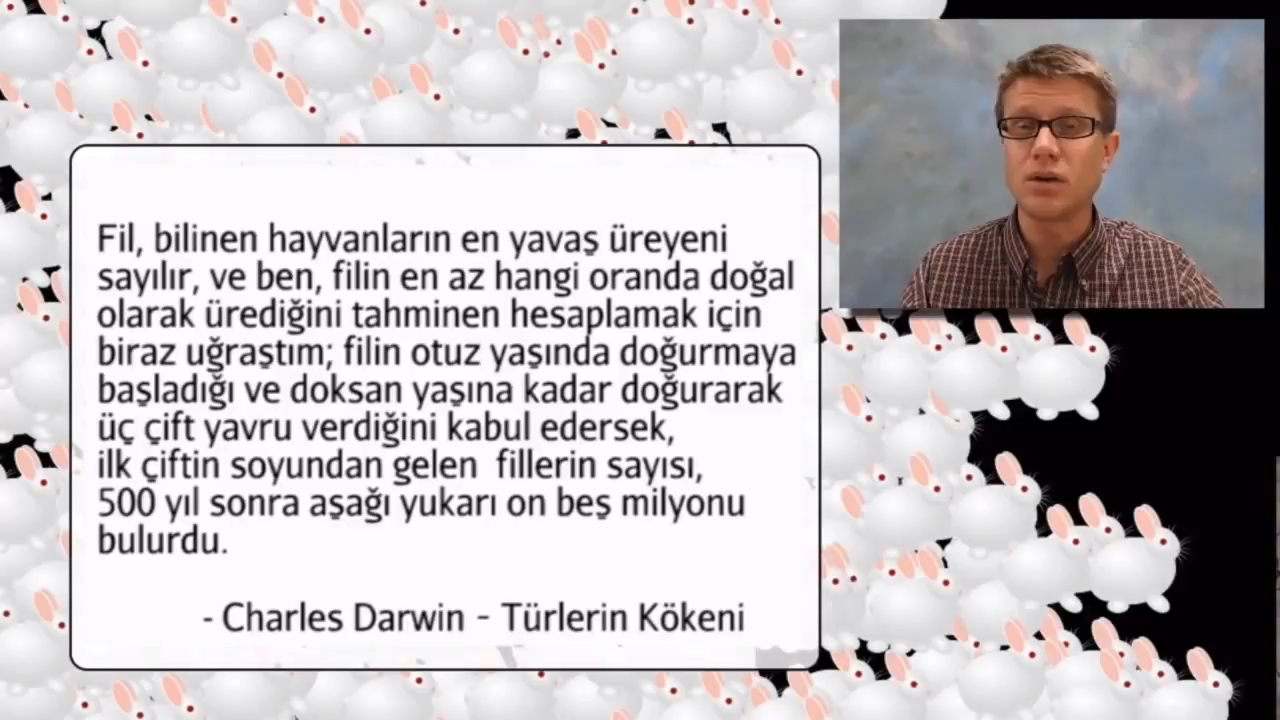 Fil, bilinen hayvanların en yavaş üreyeni
sayılır, ve ben, filin en az hangi oranda doğal
olarak ürediğini tahminen hesaplamak için
biraz uğraştım; filin otuz yaşında doğurmaya
başladığı ve doksan yaşına kadar doğurarak
üç çift yavru verdiğini kabul edersek,
ilk çiftin soyundan gelen fillerin sayısı,
500 yıl sonra aşağı yukarı on beş milyonu
bulurdu.
- Charles Darwin - Türlerin Kökeni